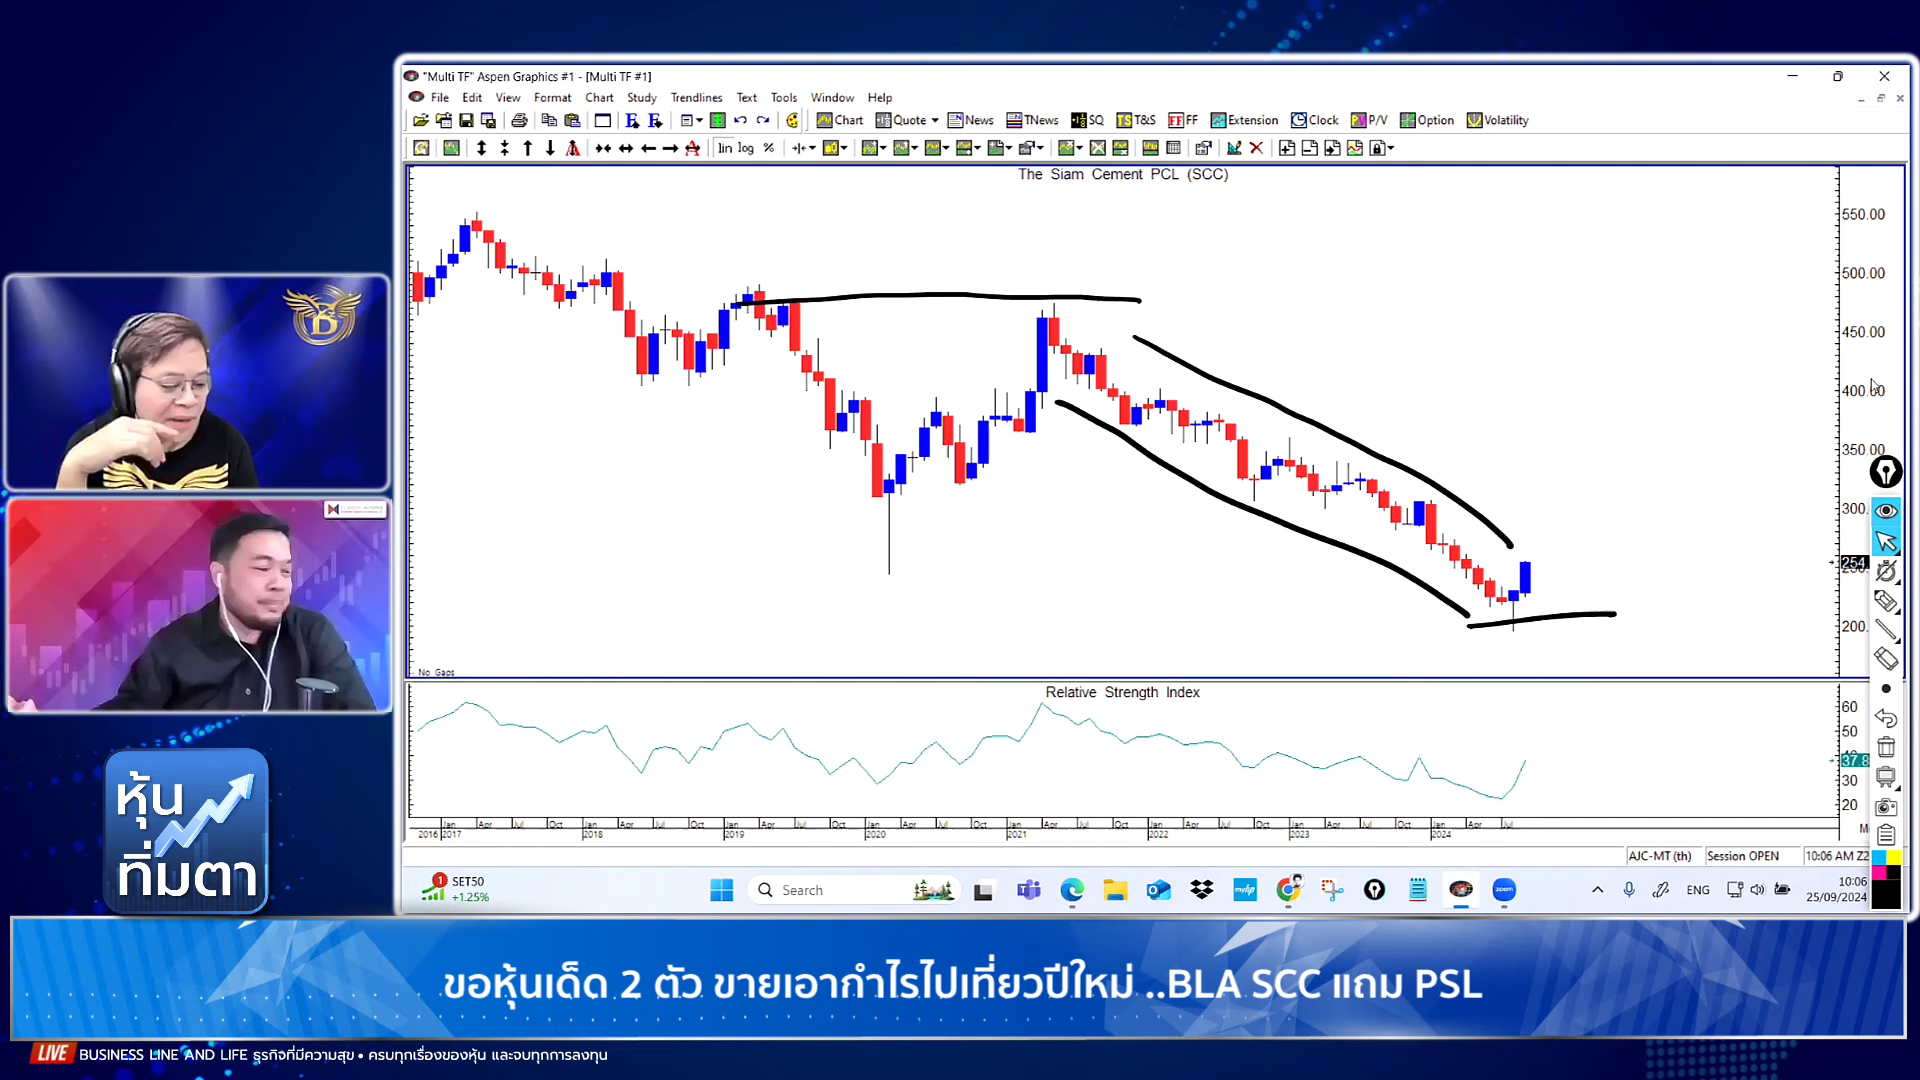 "Multi TF" Aspen Graphics #1 - [Multi TF #1]
File Edit View Format Chart Study Trendlines Text Tools Window Help
Chart Quote News TNews SQ T&S FF Extension Clock P/V Option Volatility
lin log %
The Siam Cement PCL (SCC)
550.00
500.00
450.00
400.00
350.00
300.
254
200.
No Gaps
Relative Strength Index
60
50
37.8
30
20
Jan Apr Jul Oct Jan Apr Jul Oct Jan Apr Jul Oct Jan Apr Jul Oct Jan Apr Jul Oct Jan Apr Jul Oct Jan Apr Jul Oct Jan Apr Jul
2016 2017 2018 2019 2020 2021 2022 2023 2024
AJC-MT (th) Session OPEN 10:06 AM
1
SET50
+1.25%
Search
myhp
zoom
ENG
10:06
25/09/2024
หุ้น
ทิ่มตา
ขอหุ้นเด็ด 2 ตัว ขายเอากำไรไปเที่ยวปีใหม่ ..BLA SCC แถม PSL
LIVE BUSINESS LINE AND LIFE ธุรกิจที่มีความสุข • ครบทุกเรื่องของหุ้น และจบทุกการลงทุน